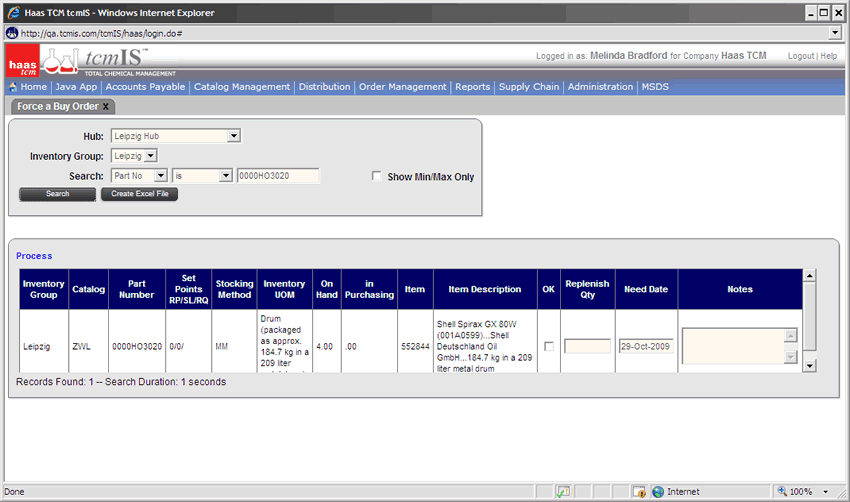 Haas TCM tcmIS - Windows Internet Explorer
http://qa.tcmis.com/tcmIS/haas/login.do#
haas
tcm
tcmIS™
TOTAL CHEMICAL MANAGEMENT
Logged in as: Melinda Bradford for Company Haas TCM
Logout | Help
Home | Java App | Accounts Payable | Catalog Management | Distribution | Order Management | Reports | Supply Chain | Administration | MSDS
Force a Buy Order X
Hub: Leipzig Hub
Inventory Group: Leipzig
Search: Part No is 0000HO3020
Show Min/Max Only
Search Create Excel File
Process
Inventory Group Catalog Part Number Set Points RP/SL/RQ Stocking Method Inventory UOM On Hand in Purchasing Item Item Description OK Replenish Qty Need Date Notes
Leipzig ZWL 0000HO3020 0/0/ MM Drum (packaged as approx. 184.7 kg in a 209 liter 4.00 .00 552844 Shell Spirax GX 80W (001A0599)...Shell Deutschland Oil GmbH...184.7 kg in a 209 liter metal drum 29-Oct-2009
Records Found: 1 -- Search Duration: 1 seconds
Done
Internet
100%